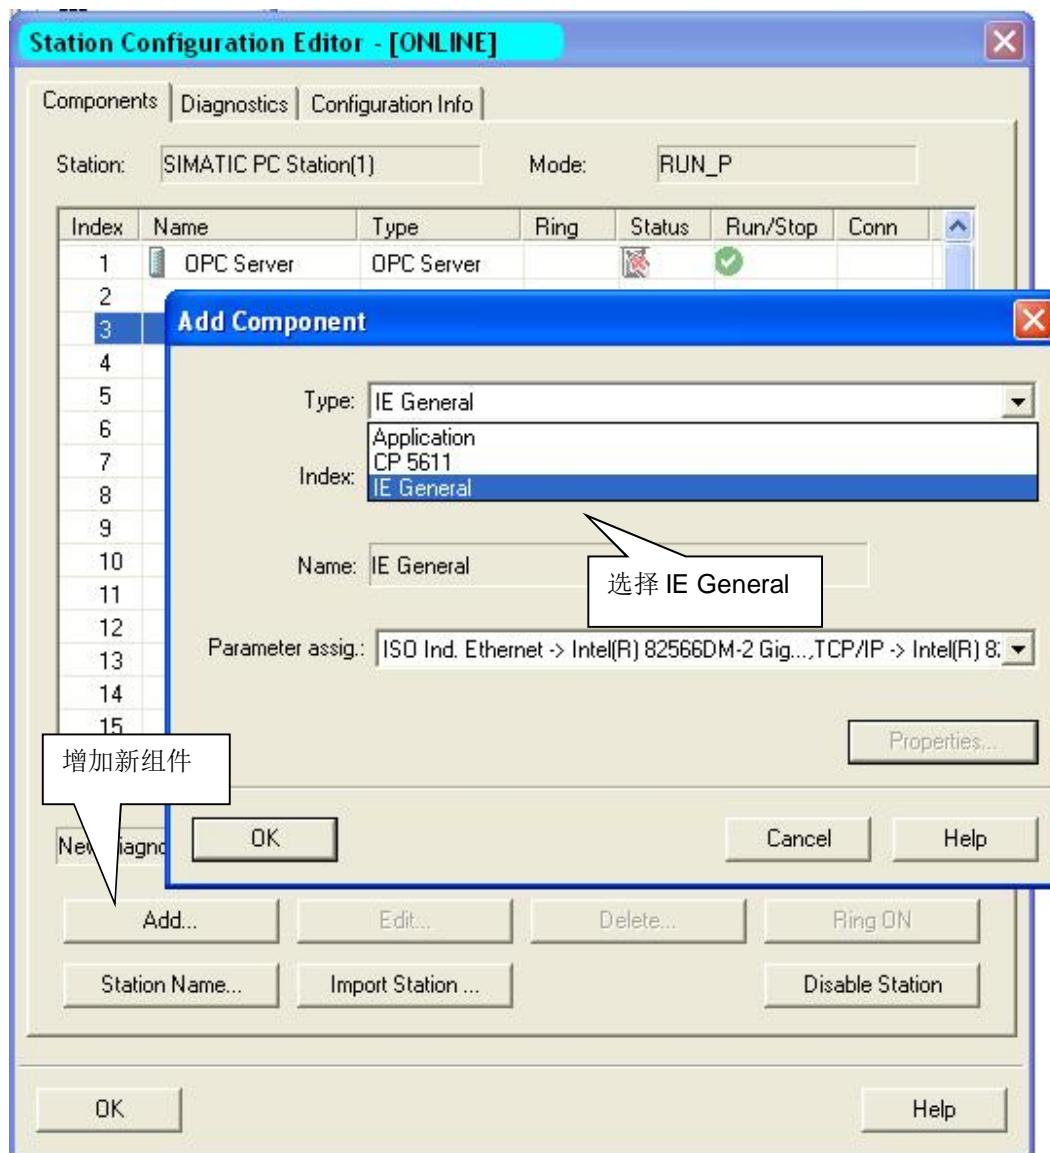 Station Configuration Editor - [ONLINE]
Components Diagnostics Configuration Info
Station: SIMATIC PC Station(1) Mode: RUN_P
Index Name Type Ring Status Run/Stop Conn
1 OPC Server OPC Server
2
3
4
5
6
7
8
9
10
11
12
13
14
15
Add Component
Type: IE General
Application
CP 5611
IE General
Index:
选择 IE General
Name: IE General
Parameter assig.: ISO Ind. Ethernet -> Intel(R) 82566DM-2 Gig...,TCP/IP -> Intel(R) 8
Properties...
增加新组件
OK Cancel Help
Add... Edit... Delete... Ring ON
Station Name... Import Station ... Disable Station
OK Help